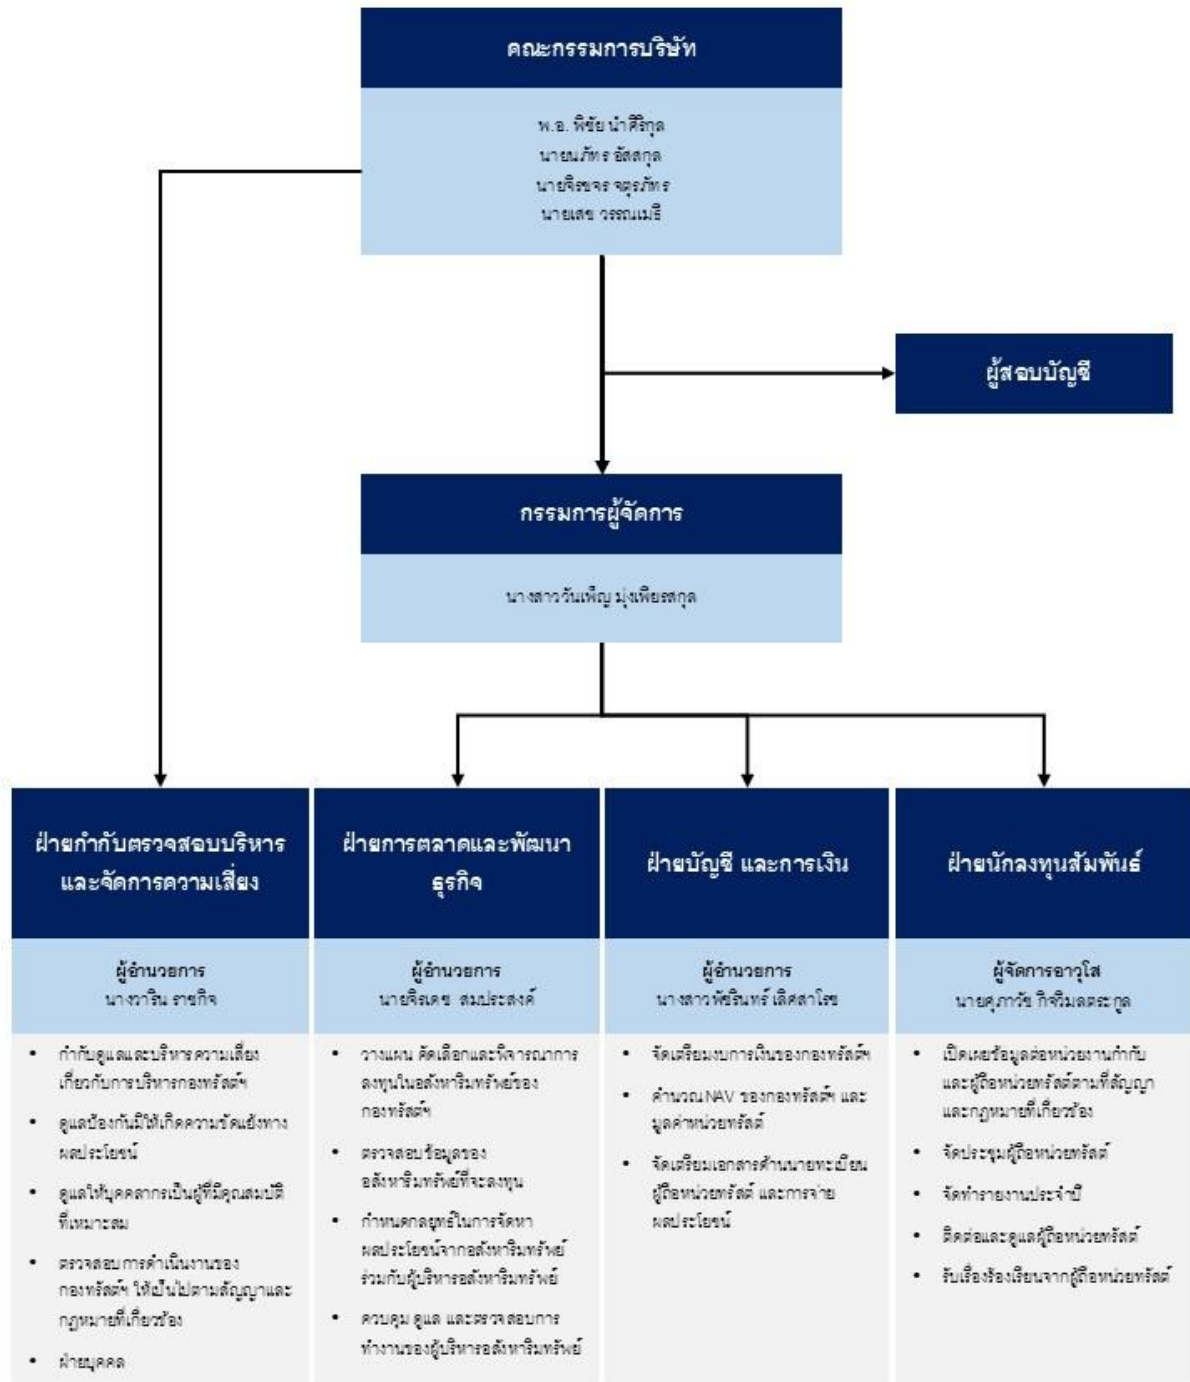 คณะกรรมการบริษัท
พ.อ. พิชัย นำศิริกุล
นายนภัทร อัสสกุล
นายจิรขจร จตุรภัทร
นายเสข วรรณเมธี
ผู้สอบบัญชี
กรรมการผู้จัดการ
นางสาววันเพ็ญ มุ่งเพียรสกุล
ฝ่ายกำกับตรวจสอบบริหาร
และจัดการความเสี่ยง
ผู้อำนวยการ
นางวาริน ราชกิจ
• กำกับดูแลและบริหารความเสี่ยง
เกี่ยวกับการบริหารกองทรัสต์ฯ
• ดูแลป้องกันมิให้เกิดความขัดแย้งทาง
ผลประโยชน์
• ดูแลให้บุคคลากรเป็นผู้ที่มีคุณสมบัติ
ที่เหมาะสม
• ตรวจสอบการดำเนินงานของ
กองทรัสต์ฯ ให้เป็นไปตามสัญญาและ
กฎหมายที่เกี่ยวข้อง
• ฝ่ายบุคคล
ฝ่ายการตลาดและพัฒนา
ธุรกิจ
ผู้อำนวยการ
นายจิรเดช สมประสงค์
• วางแผน คัดเลือกและพิจารณาการ
ลงทุนในอสังหาริมทรัพย์ของ
กองทรัสต์ฯ
• ตรวจสอบข้อมูลของ
อสังหาริมทรัพย์ที่จะลงทุน
• กำหนดกลยุทธ์ในการจัดหา
ผลประโยชน์จากอสังหาริมทรัพย์
ร่วมกับผู้บริหารอสังหาริมทรัพย์
• ควบคุม ดูแล และตรวจสอบการ
ทำงานของผู้บริหารอสังหาริมทรัพย์
ฝ่ายบัญชี และการเงิน
ผู้อำนวยการ
นางสาวพัชรินทร์ เลิศสาโรช
• จัดเตรียมงบการเงินของกองทรัสต์ฯ
• คำนวณ NAV ของกองทรัสต์ฯ และ
มูลค่าหน่วยทรัสต์
• จัดเตรียมเอกสารด้านนายทะเบียน
ผู้ถือหน่วยทรัสต์ และการจ่าย
ผลประโยชน์
ฝ่ายนักลงทุนสัมพันธ์
ผู้จัดการอาวุโส
นายศุภาวัช กิจวิมลตระกูล
• เปิดเผยข้อมูลต่อหน่วยงานกำกับ
และผู้ถือหน่วยทรัสต์ตามที่สัญญา
และกฎหมายที่เกี่ยวข้อง
• จัดประชุมผู้ถือหน่วยทรัสต์
• จัดทำรายงานประจำปี
• ติดต่อและดูแลผู้ถือหน่วยทรัสต์
• รับเรื่องร้องเรียนจากผู้ถือหน่วยทรัสต์